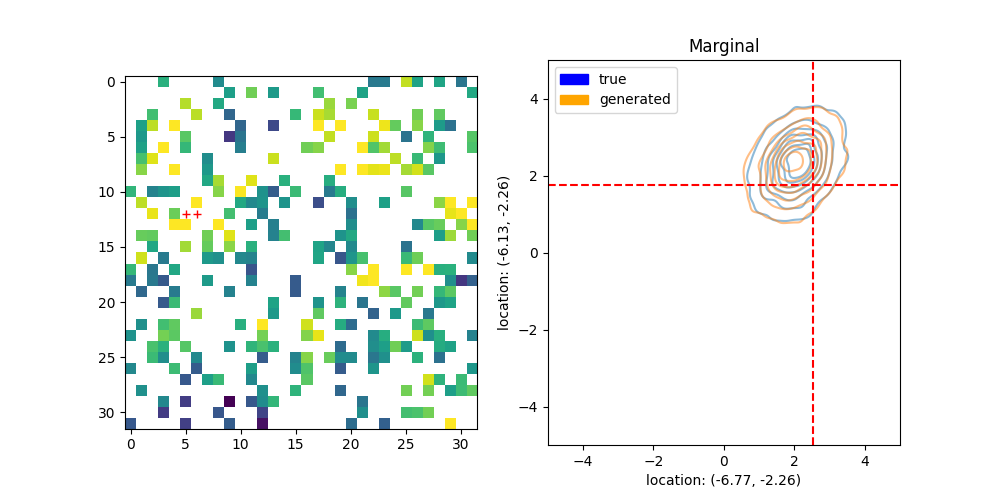 Marginal
true
generated
0
5
10
15
20
25
30
0 5 10 15 20 25 30
4
2
0
−2
−4
−4 −2 0 2 4
location: (-6.13, -2.26)
location: (-6.77, -2.26)